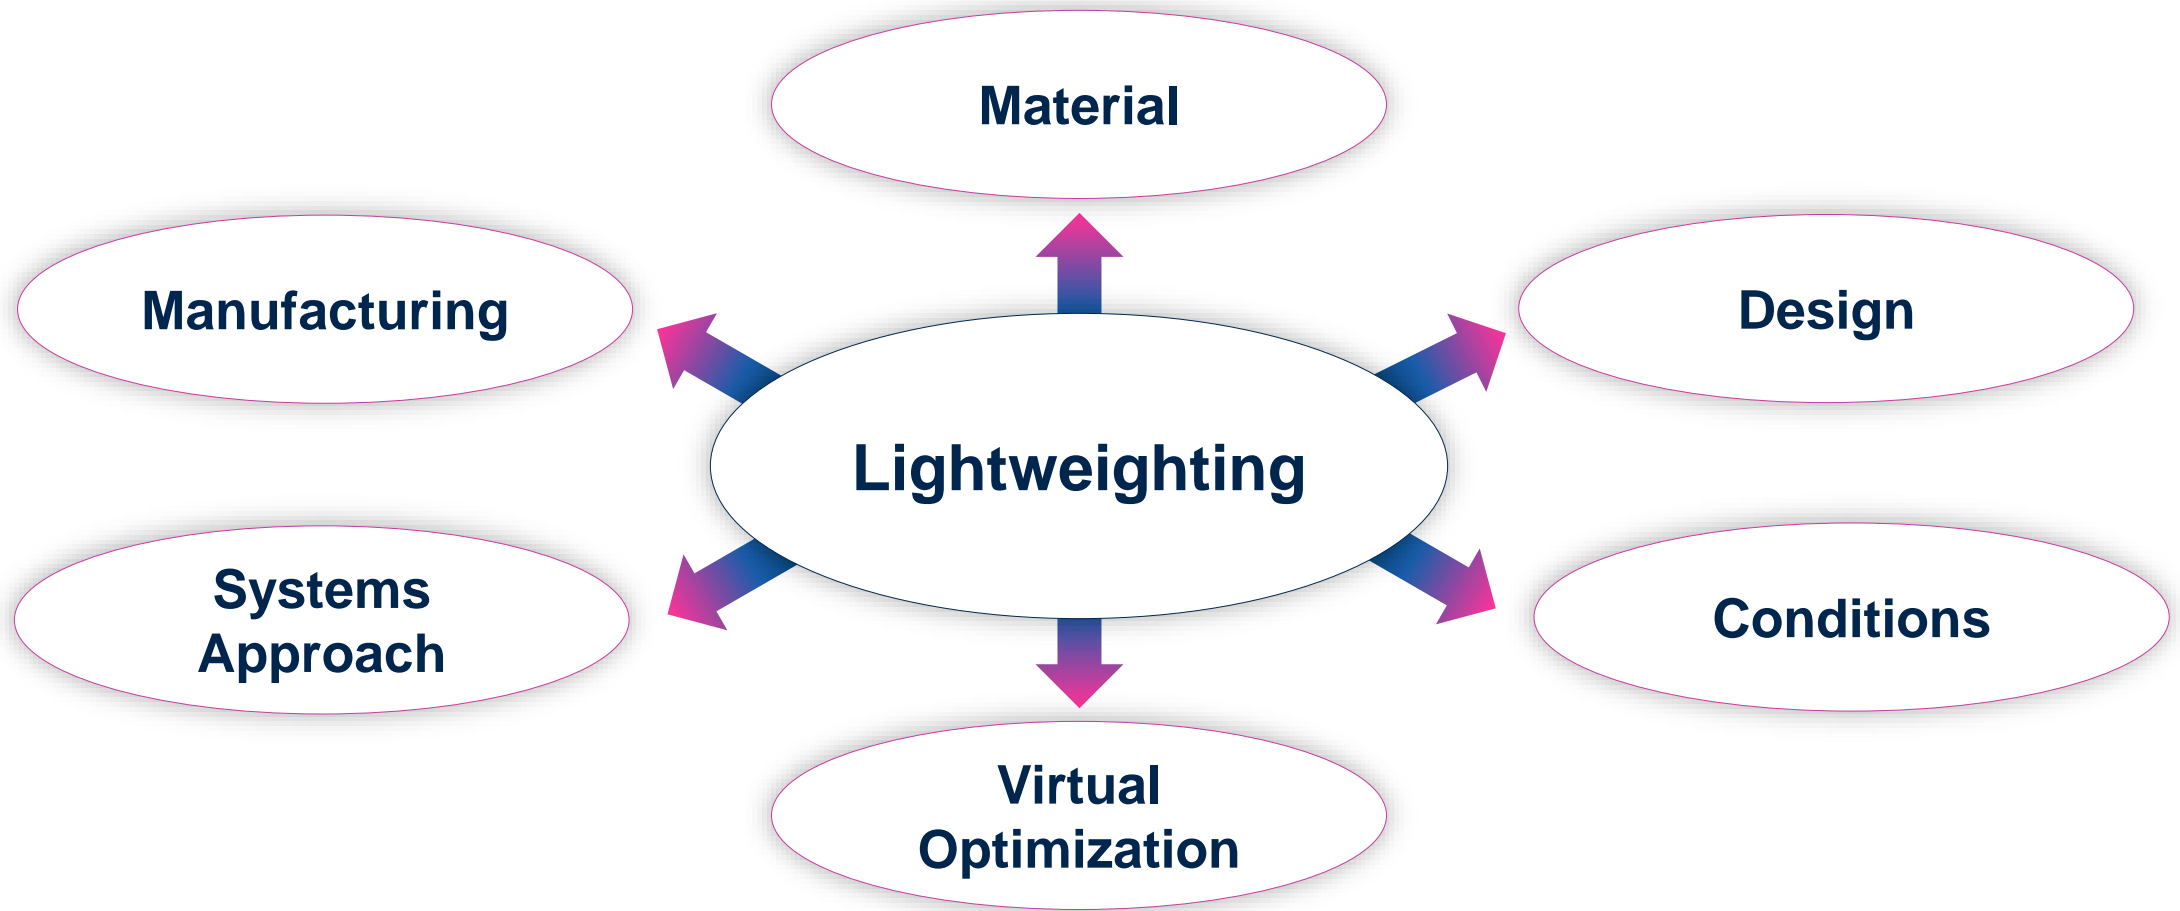 Material
Manufacturing
Design
Lightweighting
Systems
Approach
Conditions
Virtual
Optimization